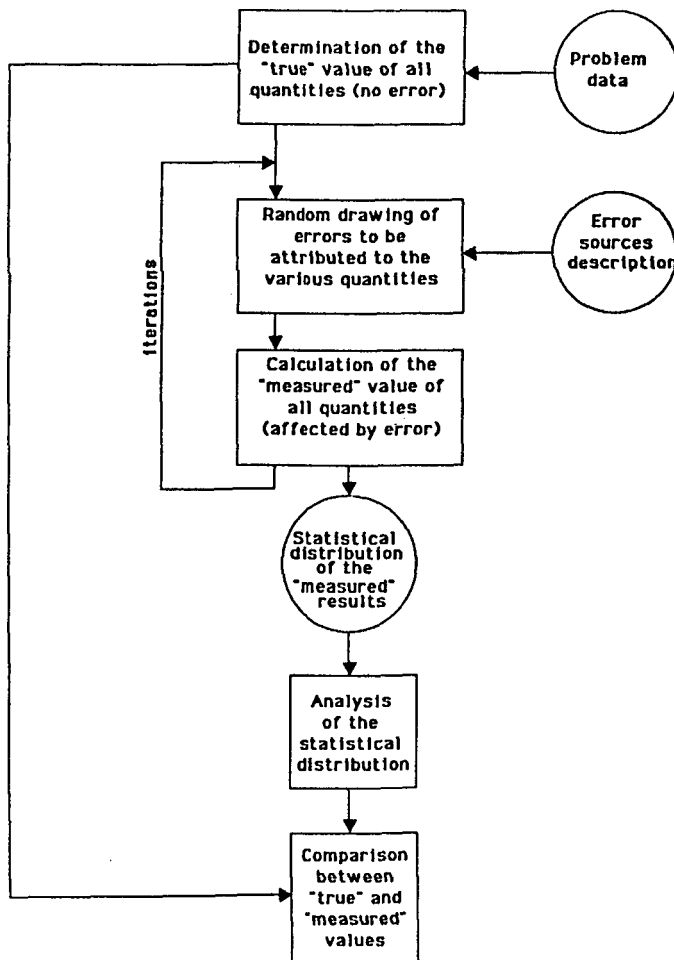 Determination of the
"true" value of all
quantities (no error)
Problem
data
Random drawing of
errors to be
attributed to the
various quantities
Error
sources
description
iterations
Calculation of the
"measured" value of
all quantities
(affected by error)
Statistical
distribution
of the
"measured"
results
Analysis
of the
statistical
distribution
Comparison
between
"true" and
"measured"
values